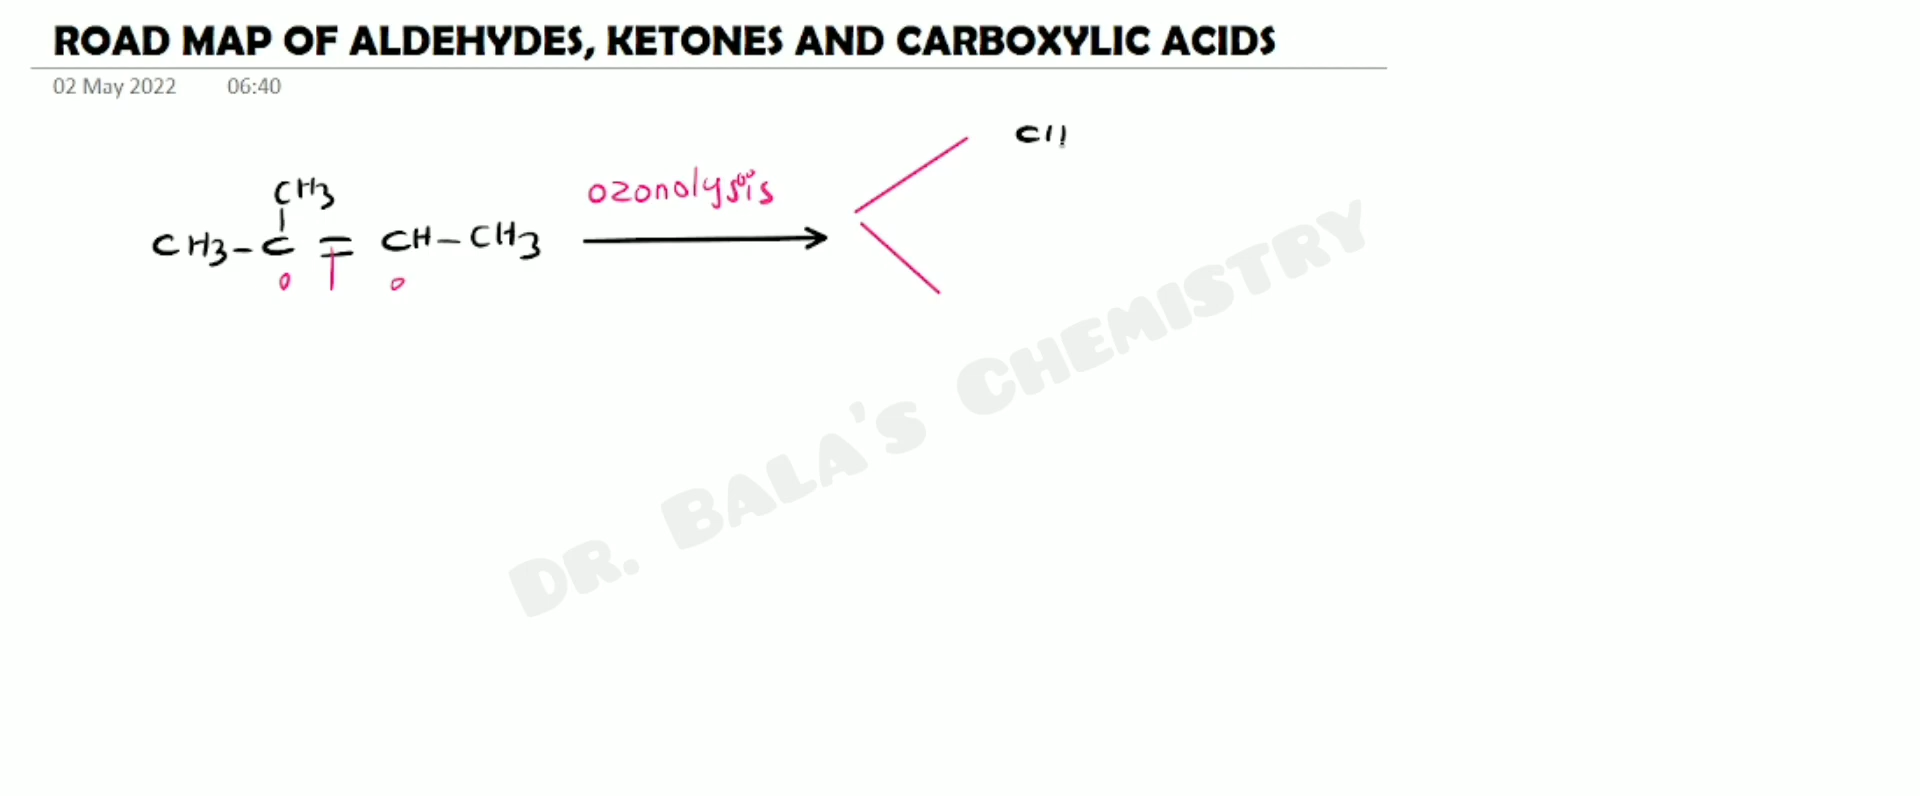 ROAD MAP OF ALDEHYDES, KETONES AND CARBOXYLIC ACIDS
02 May 2022 06:40
CH3
CH3-C = CH-CH3
ozonolysis
O O
DR. BALA'S CHEMISTRY